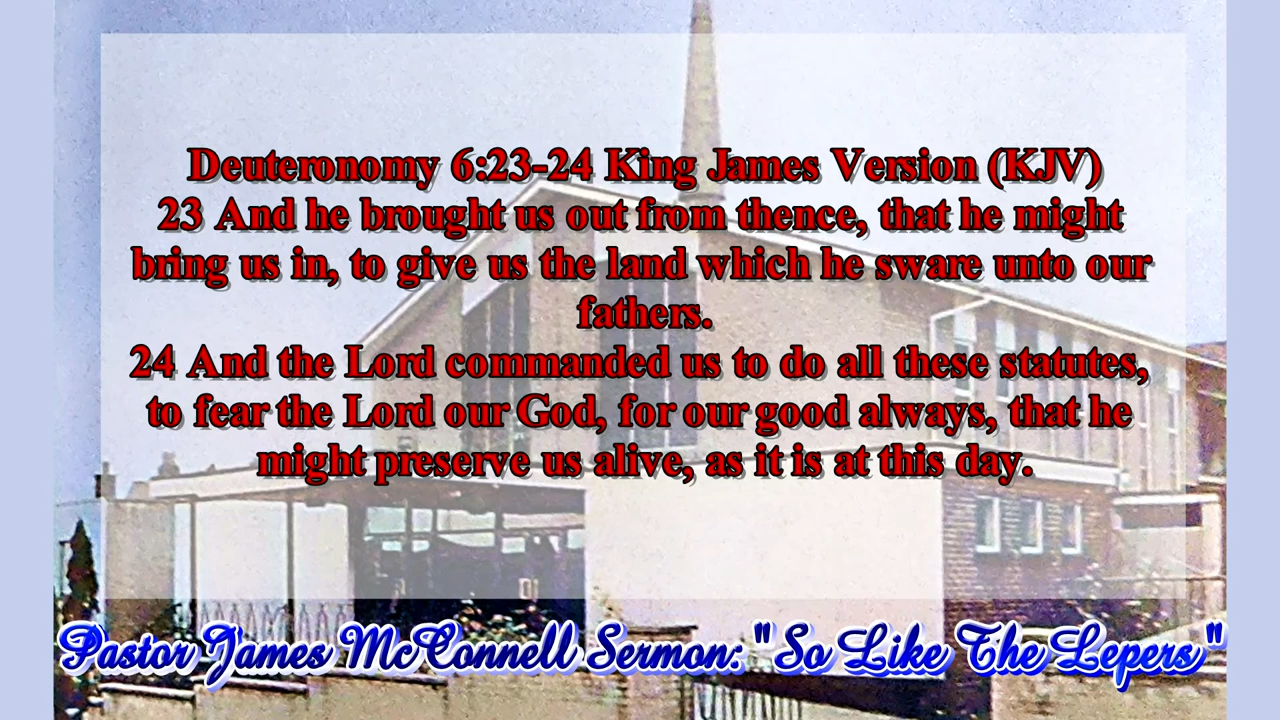 Deuteronomy 6:23-24 King James Version (KJV)
23 And he brought us out from thence, that he might
bring us in, to give us the land which he sware unto our
fathers.
24 And the Lord commanded us to do all these statutes,
to fear the Lord our God, for our good always, that he
might preserve us alive, as it is at this day.
Pastor James McConnell Sermon: "So Like The Lepers"